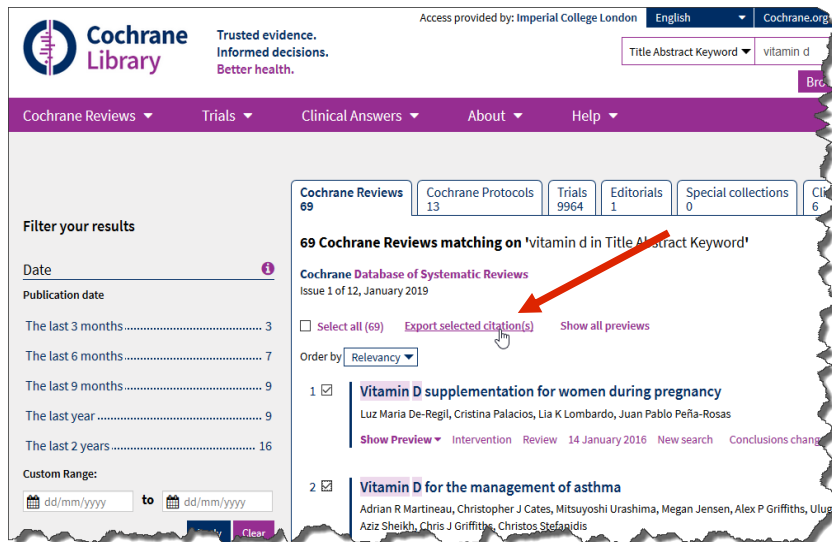 Access provided by: Imperial College London English Cochrane.org
Cochrane
Library
Trusted evidence.
Informed decisions.
Better health.
Title Abstract Keyword vitamin d
Cochrane Reviews Trials Clinical Answers About Help
Cochrane Reviews
69
Cochrane Protocols
13
Trials
9964
Editorials
1
Special collections
0
6
Filter your results
Date
Publication date
The last 3 months 3
The last 6 months 7
The last 9 months 9
The last year 9
The last 2 years 16
Custom Range:
dd/mm/yyyy to dd/mm/yyyy
Clear
69 Cochrane Reviews matching on 'vitamin d in Title Abstract Keyword'
Cochrane Database of Systematic Reviews
Issue 1 of 12, January 2019
Select all (69) Export selected citation(s) Show all previews
Order by Relevancy
1 Vitamin D supplementation for women during pregnancy
Luz Maria De-Regil, Cristina Palacios, Lia K Lombardo, Juan Pablo Peña-Rosas
Show Preview Intervention Review 14 January 2016 New search Conclusions
2 Vitamin D for the management of asthma
Adrian R Martineau, Christopher J Cates, Mitsuyoshi Urashima, Megan Jensen, Alex P Griffiths,
Aziz Sheikh, Chris J Griffiths, Christos Stefanidis